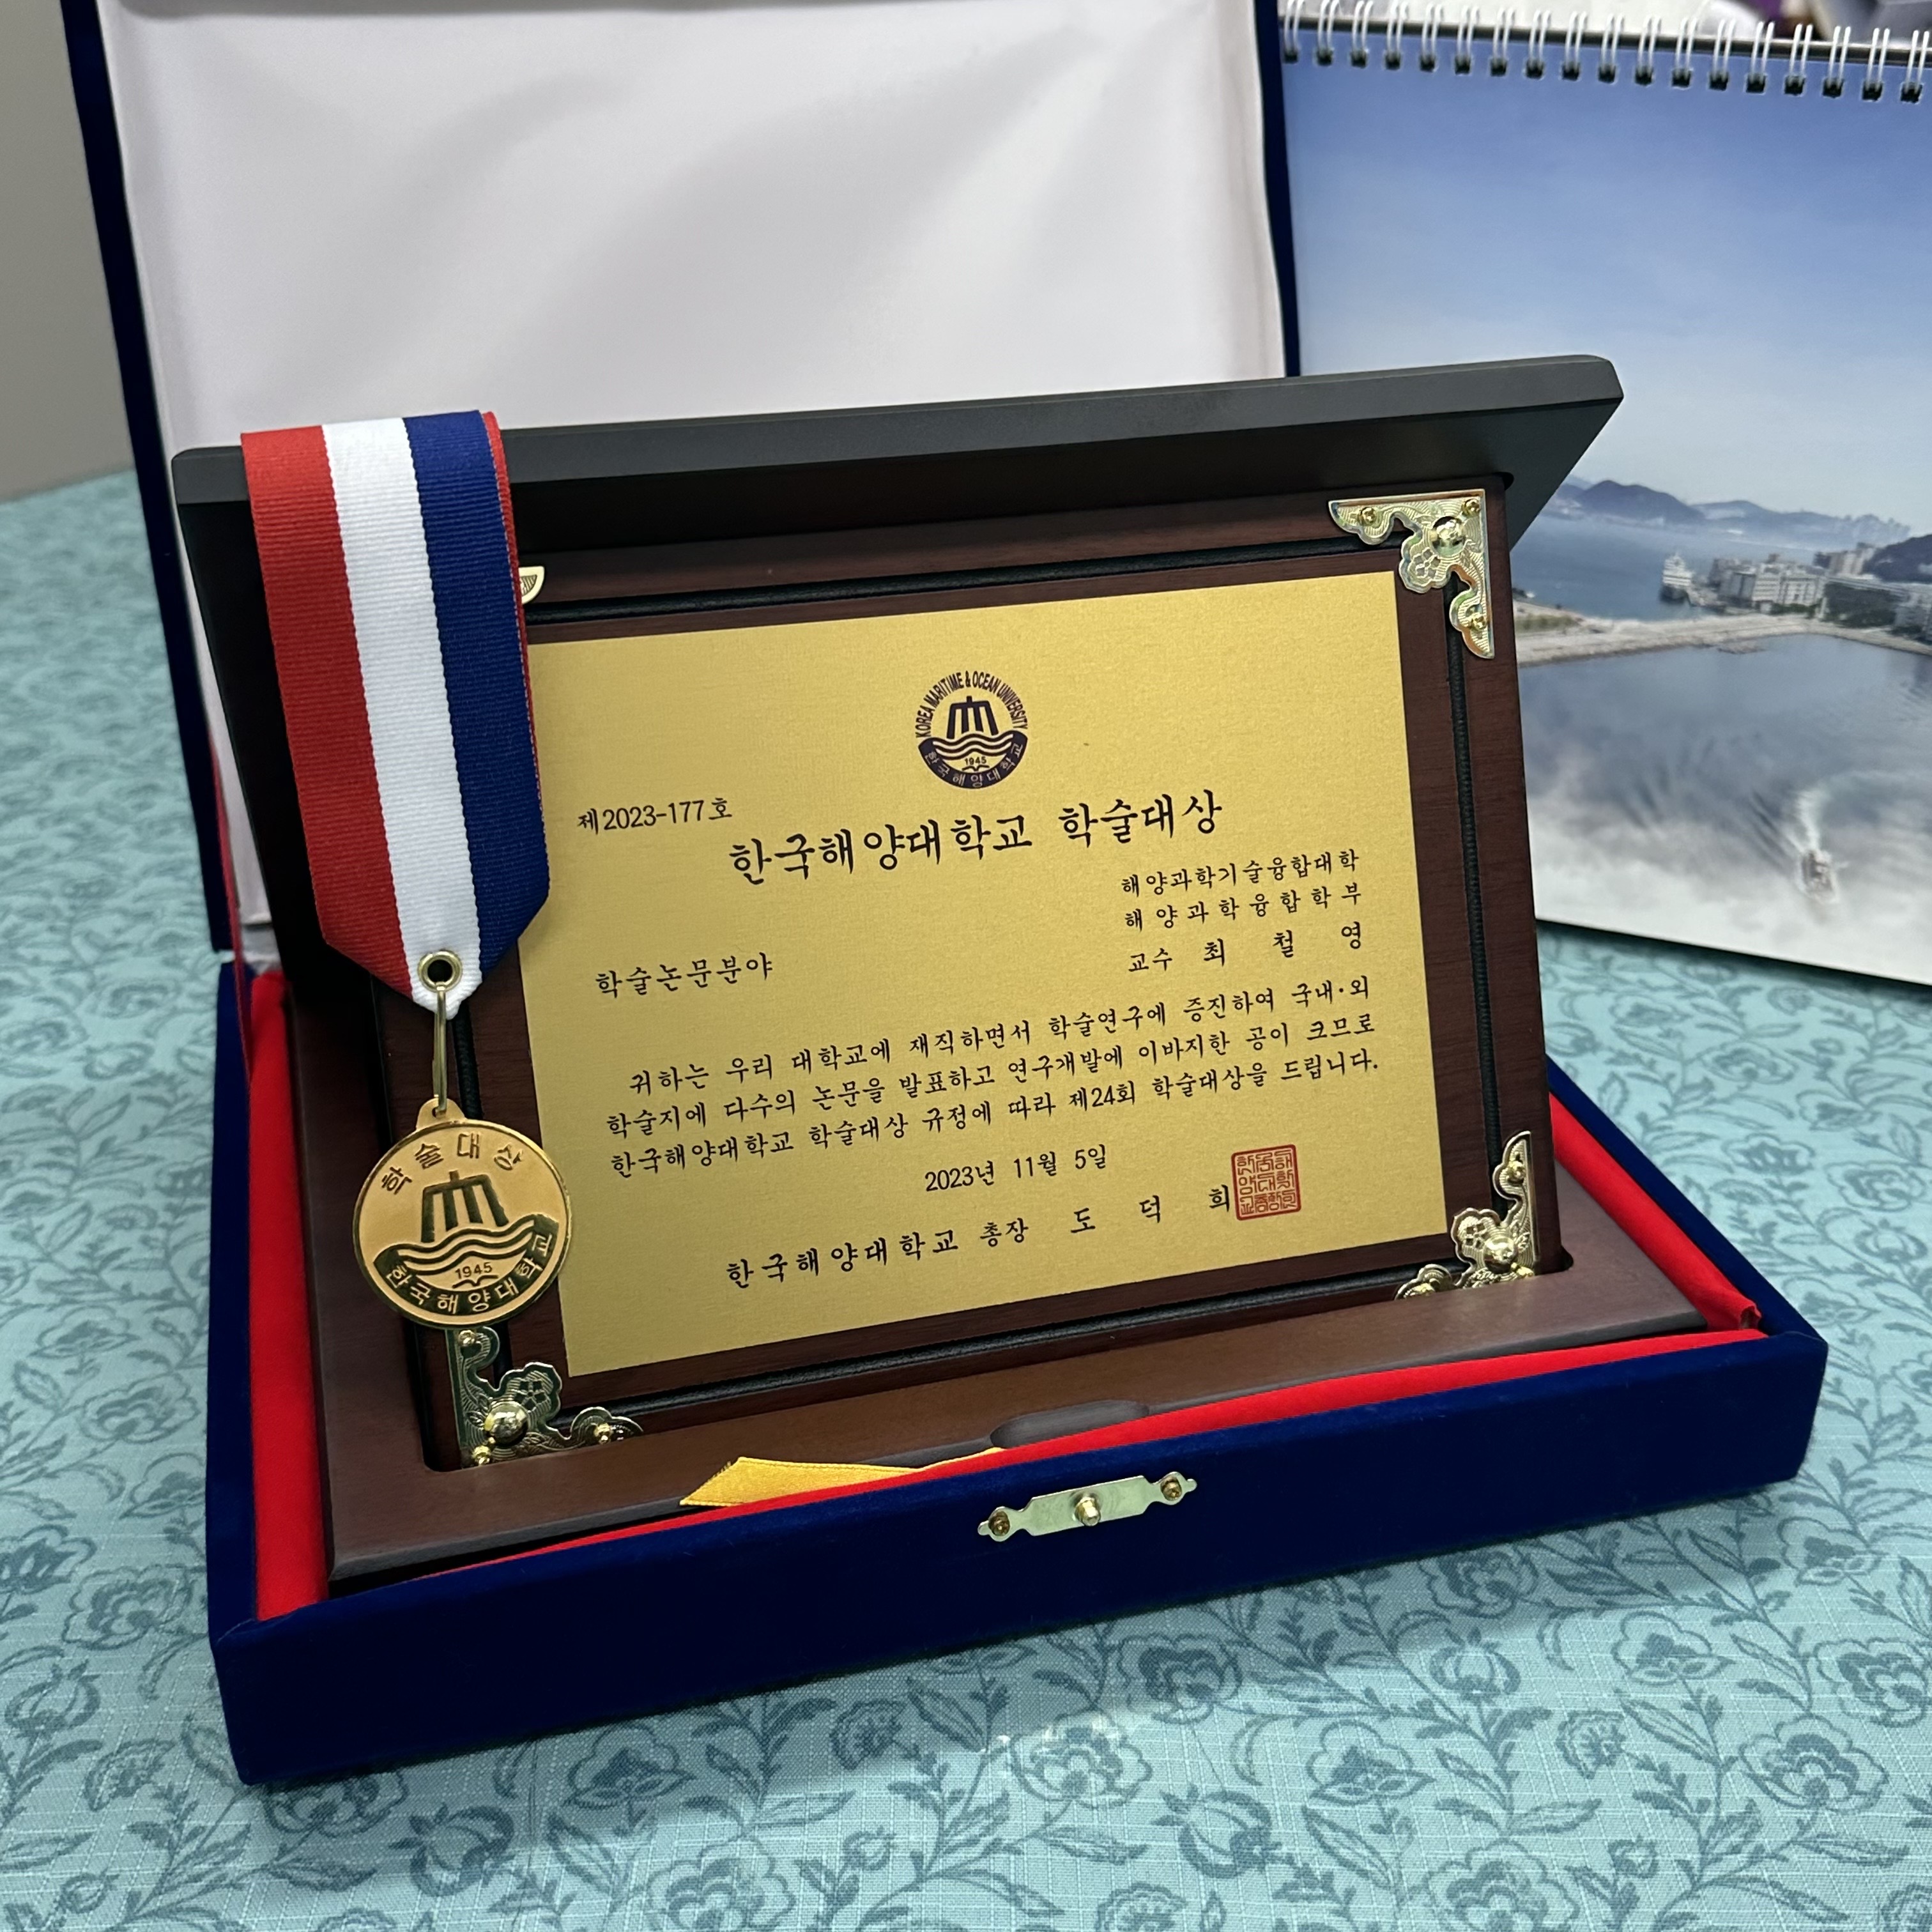 KOREA MARITIME & OCEAN UNIVERSITY
1945
한국해양대학교
제2023-177호
한국해양대학교 학술대상
해양과학기술융합대학
해양과학융합학부
교수 최철영
학술논문분야
귀하는 우리 대학교에 재직하면서 학술연구에 증진하여 국내·외
학술지에 다수의 논문을 발표하고 연구개발에 이바지한 공이 크므로
한국해양대학교 학술대상 규정에 따라 제24회 학술대상을 드립니다.
2023년 11월 5일
한국해양대학교 총장 도덕희
학술대상
1945
한국해양대학교